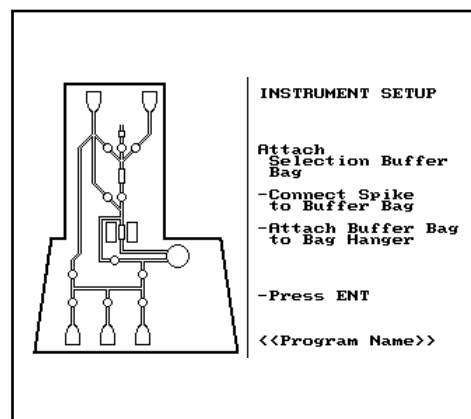 INSTRUMENT SETUP
Attach
Selection Buffer
Bag
-Connect Spike
to Buffer Bag
-Attach Buffer Bag
to Bag Hanger
-Press ENT
<<Program Name>>